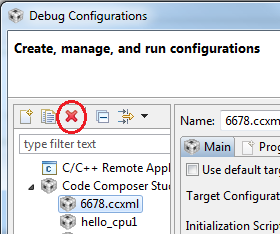 Debug Configurations
Create, manage, and run configurations
type filter text
C/C++ Remote Appl
Code Composer Stu
6678.ccxml
hello_cpu1
Name: 6678.ccxm
Main Prog
Use default targ
Target Configurat
Initialization Script